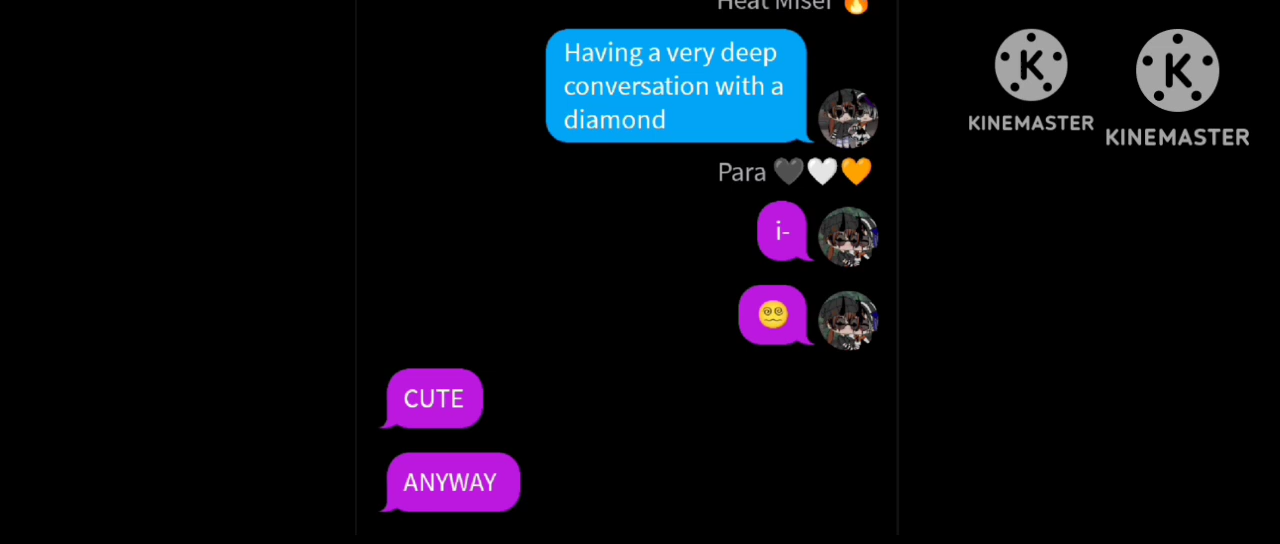 Heat Miser 🔥
Having a very deep
conversation with a
diamond
Para 🖤🤍🧡
i-
😵‍💫
CUTE
ANYWAY
KINEMASTER
KINEMASTER